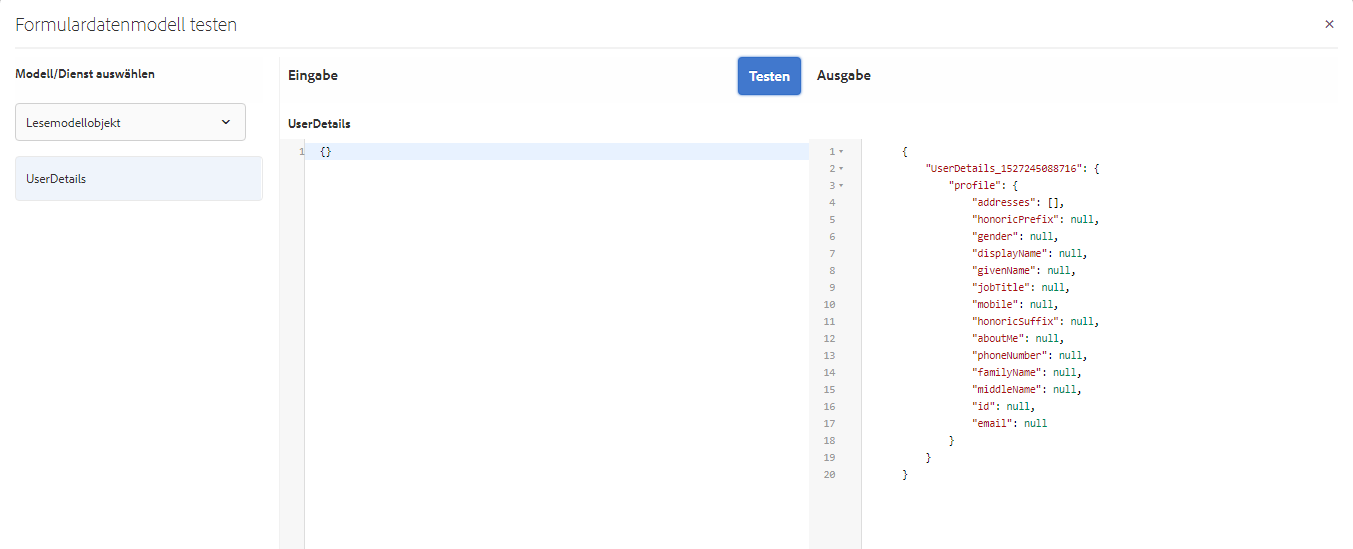 Formulardatenmodell testen
×
Modell/Dienst auswählen
Lesemodellobjekt
UserDetails
Eingabe
Testen
UserDetails
1 {}
Ausgabe
1 {
2 "UserDetails_1527245088716": {
3 "profile": {
4 "addresses": [],
5 "honoricPrefix": null,
6 "gender": null,
7 "displayName": null,
8 "givenName": null,
9 "jobTitle": null,
10 "mobile": null,
11 "honoricSuffix": null,
12 "aboutMe": null,
13 "phoneNumber": null,
14 "familyName": null,
15 "middleName": null,
16 "id": null,
17 "email": null
18 }
19 }
20 }